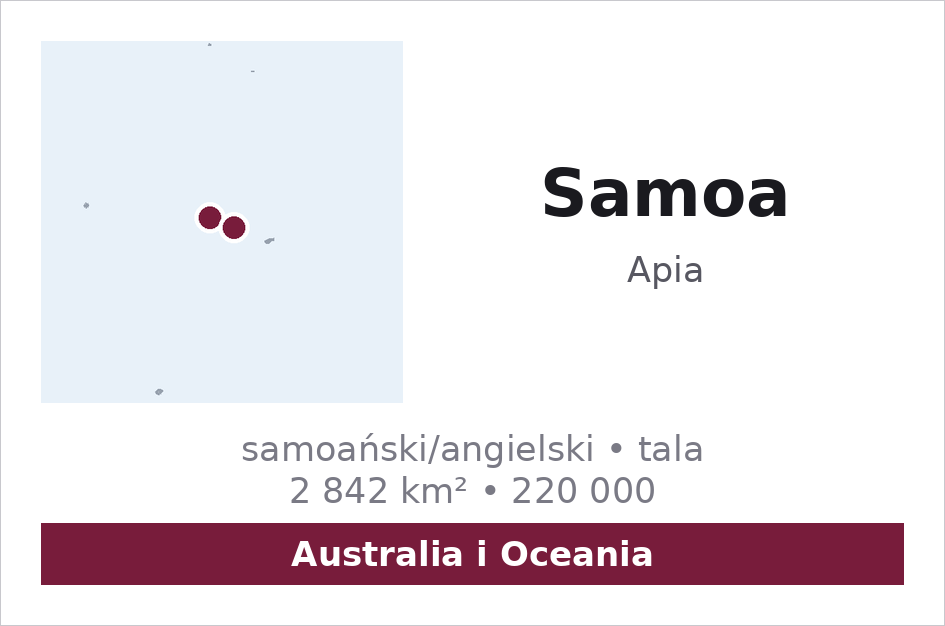 Samoa
Apia
samoański/angielski • tala
2 842 km² • 220 000
Australia i Oceania